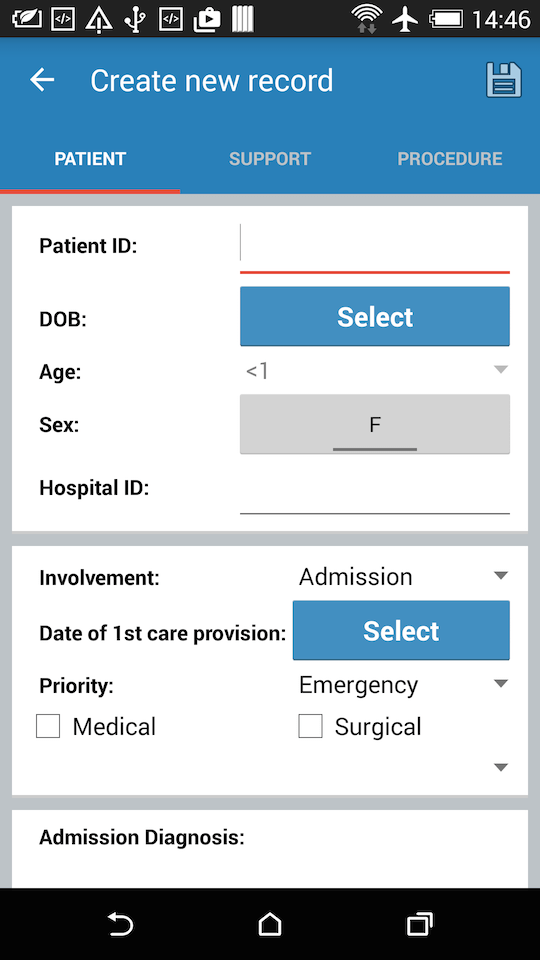 14:46
Create new record
PATIENT SUPPORT PROCEDURE
Patient ID:
DOB: Select
Age: <1
Sex: F
Hospital ID:
Involvement: Admission
Date of 1st care provision: Select
Priority: Emergency
Medical Surgical
Admission Diagnosis: